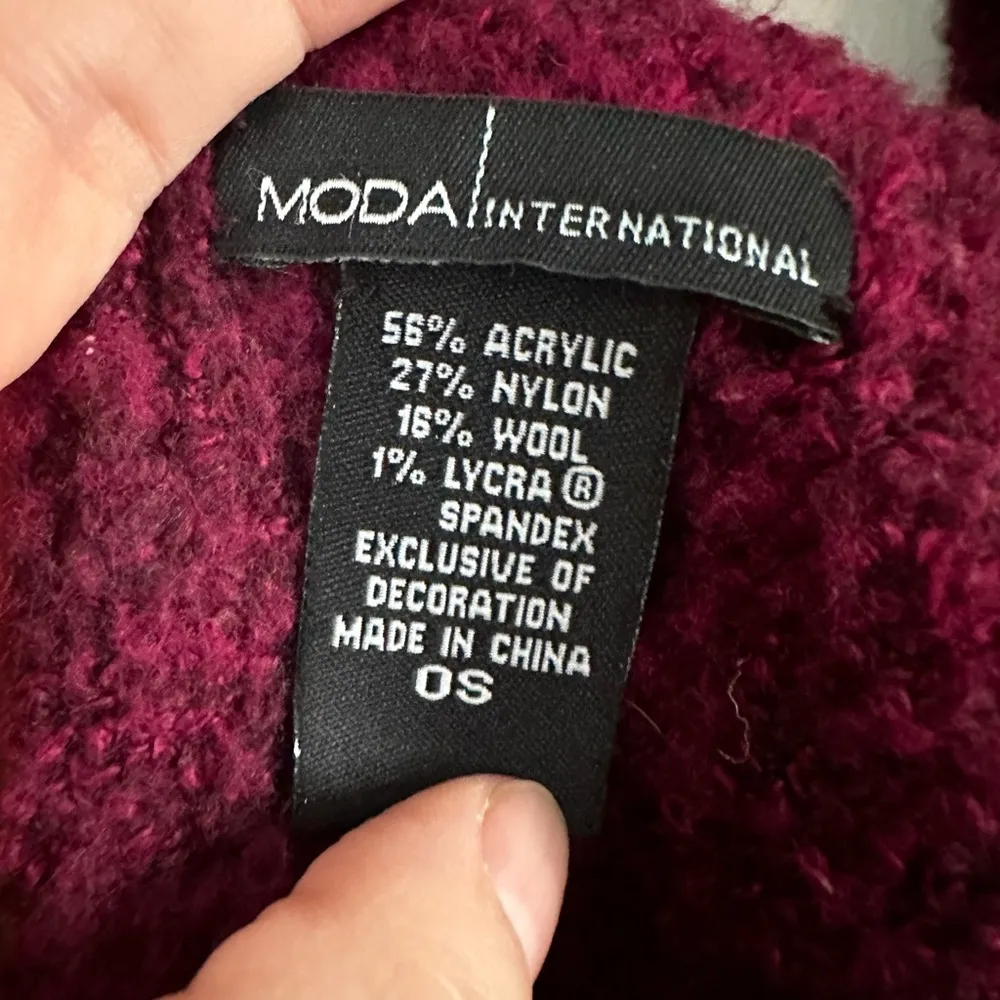 MODA INTERNATIONAL
56% ACRYLIC
27% NYLON
16% WOOL
1% LYCRA ®
SPANDEX
EXCLUSIVE OF
DECORATION
MADE IN CHINA
OS